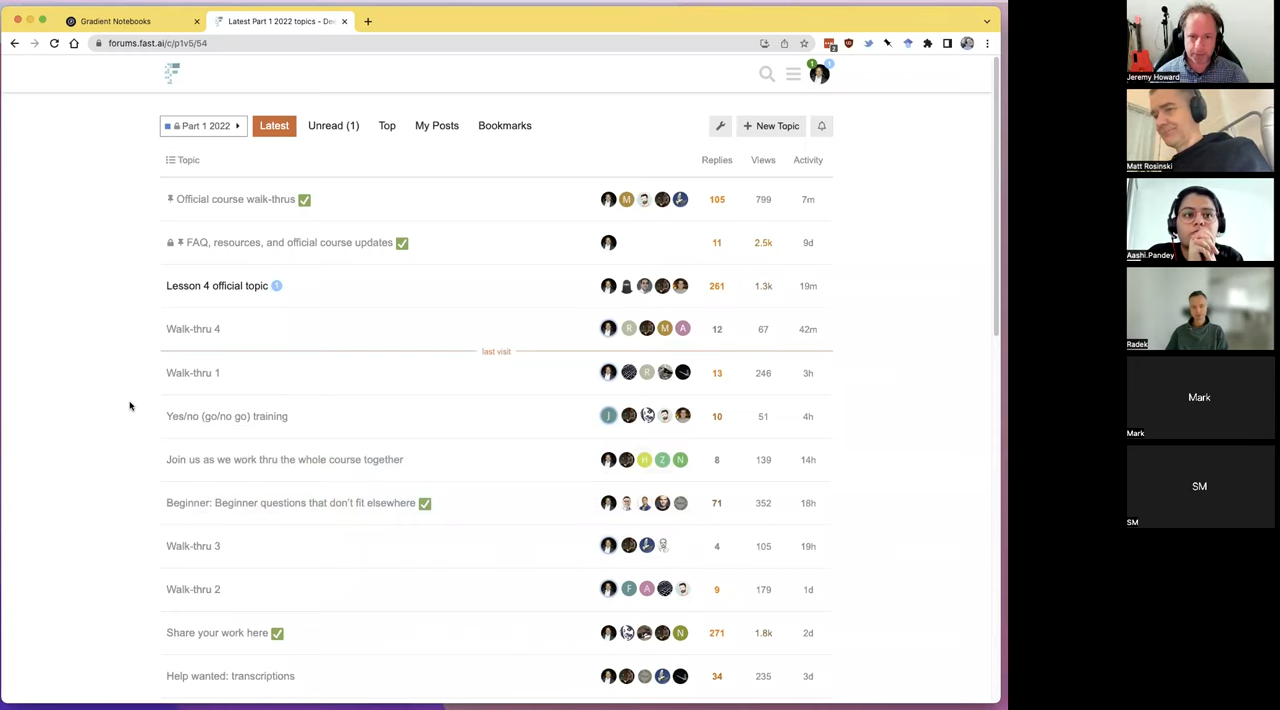 Gradient Notebooks
Latest Part 1 2022 topics - Dee
forums.fast.ai/c/p1v5/54
2
1
1
Part 1 2022
Latest
Unread (1)
Top
My Posts
Bookmarks
+ New Topic
Topic
Replies
Views
Activity
Official course walk-thrus
M
105
799
7m
FAQ, resources, and official course updates
11
2.5k
9d
Lesson 4 official topic 1
261
1.3k
19m
Walk-thru 4
R
M
A
12
67
42m
last visit
Walk-thru 1
R
13
246
3h
Yes/no (go/no go) training
J
10
51
4h
Join us as we work thru the whole course together
H
Z
N
8
139
14h
Beginner: Beginner questions that don't fit elsewhere
71
352
18h
Walk-thru 3
4
105
19h
Walk-thru 2
F
A
9
179
1d
Share your work here
N
271
1.8k
2d
Help wanted: transcriptions
34
235
3d
Jeremy Howard
Matt Rosinski
Aashi.Pandey
Radek
Mark
Mark
SM
SM